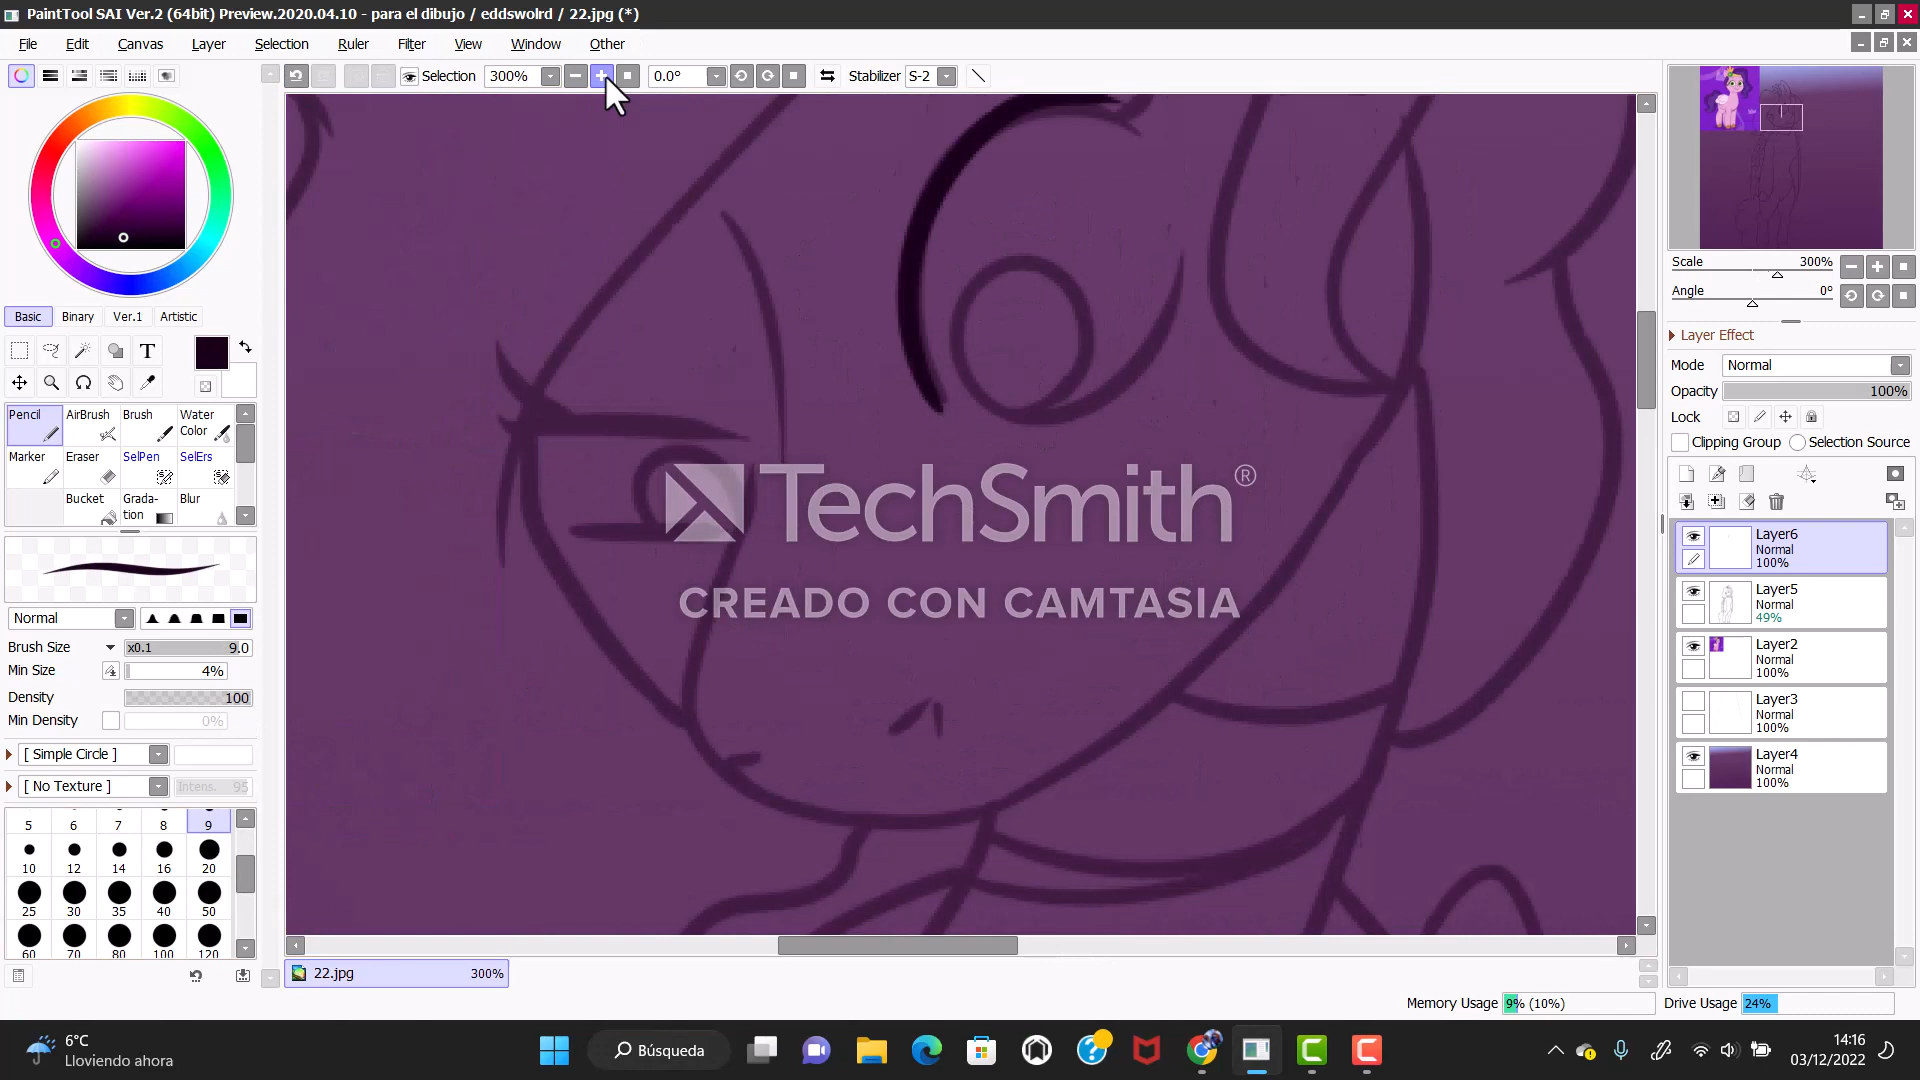 PaintTool SAI Ver.2 (64bit) Preview.2020.04.10 - para el dibujo / eddswolrd / 22.jpg (*)
File Edit Canvas Layer Selection Ruler Filter View Window Other
Selection 300% 0.0° Stabilizer S-2
Scale 300%
Angle 0°
Layer Effect
Mode Normal
Opacity 100%
Lock
Clipping Group Selection Source
Layer6
Normal
100%
Layer5
Normal
49%
Layer2
Normal
100%
Layer3
Normal
100%
Layer4
Normal
100%
Basic Binary Ver.1 Artistic
T
Pencil AirBrush Brush Water Color
Marker Eraser SelPen SelErs
Bucket Grada-tion Blur
Normal
Brush Size x0.1 9.0
Min Size 4%
Density 100
Min Density 0%
[ Simple Circle ]
[ No Texture ] Intens. 95
5 6 7 8 9
10 12 14 16 20
25 30 35 40 50
60 70 80 100 120
TechSmith®
CREADO CON CAMTASIA
22.jpg 300%
Memory Usage 9% (10%) Drive Usage 24%
6°C
Lloviendo ahora
Búsqueda
14:16
03/12/2022